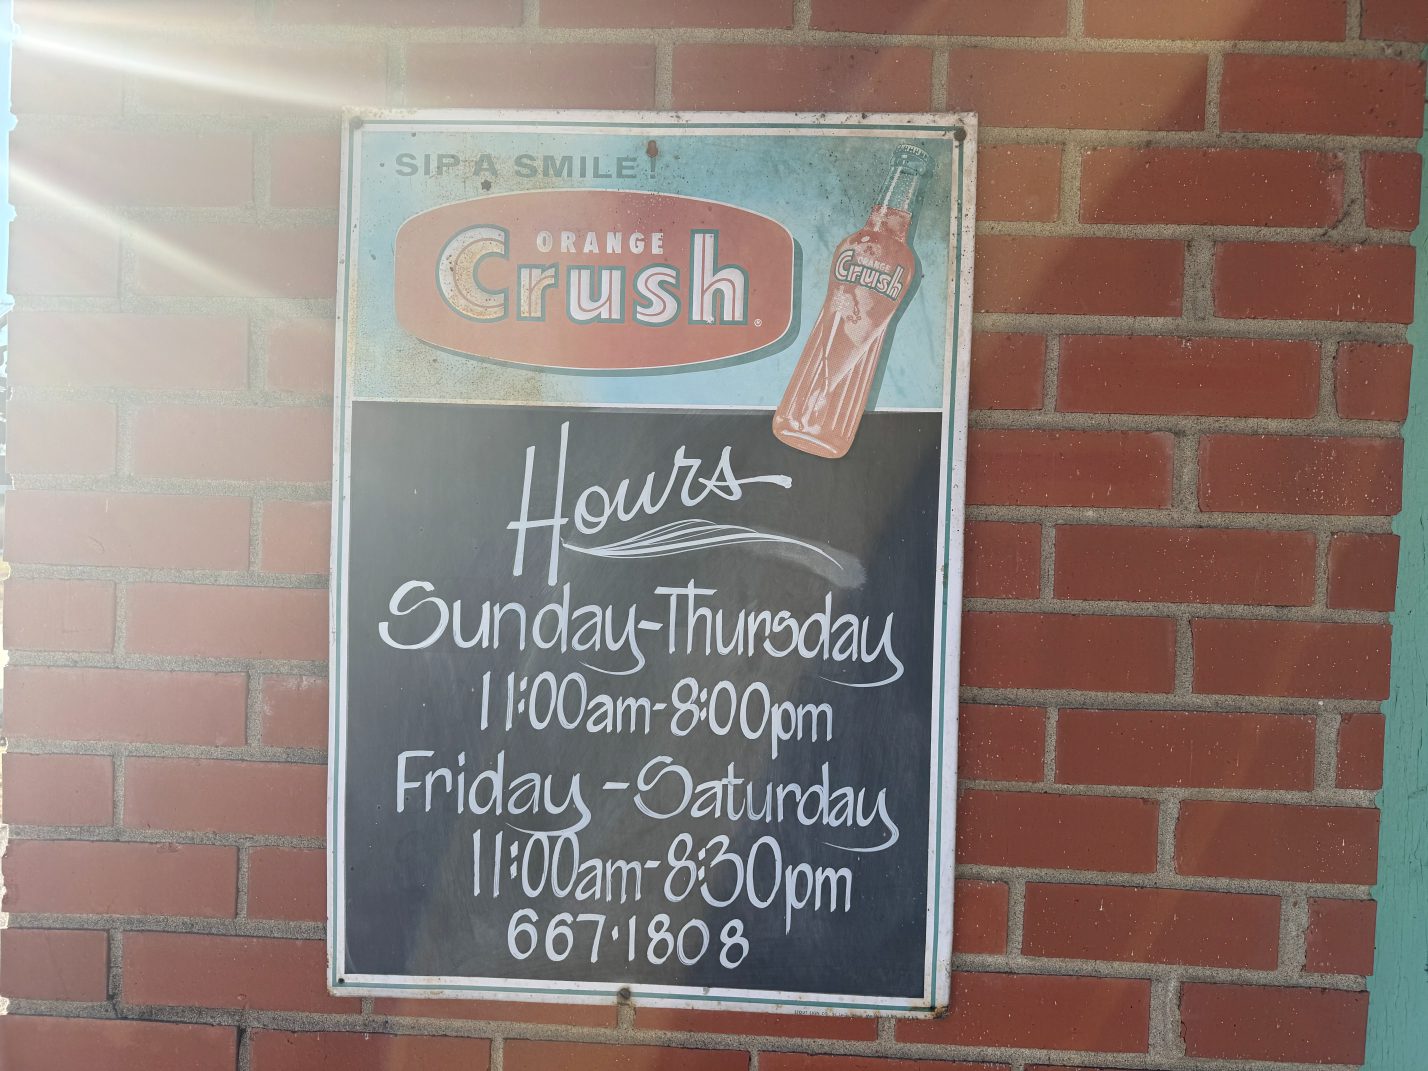 SIP A SMILE!
ORANGE
Crush®
ORANGE
Crush
Hours
Sunday-Thursday
11:00am-8:00pm
Friday-Saturday
11:00am-8:30pm
667·1808